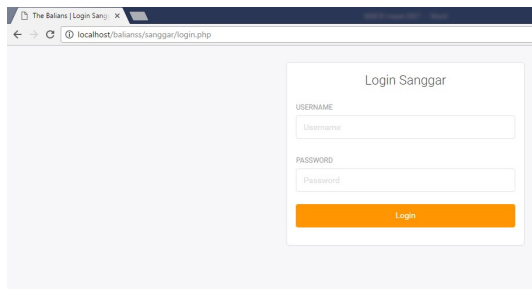 The Balians | Login Sangg
localhost/balianss/sanggar/login.php
Login Sanggar
USERNAME
Username
PASSWORD
Password
Login